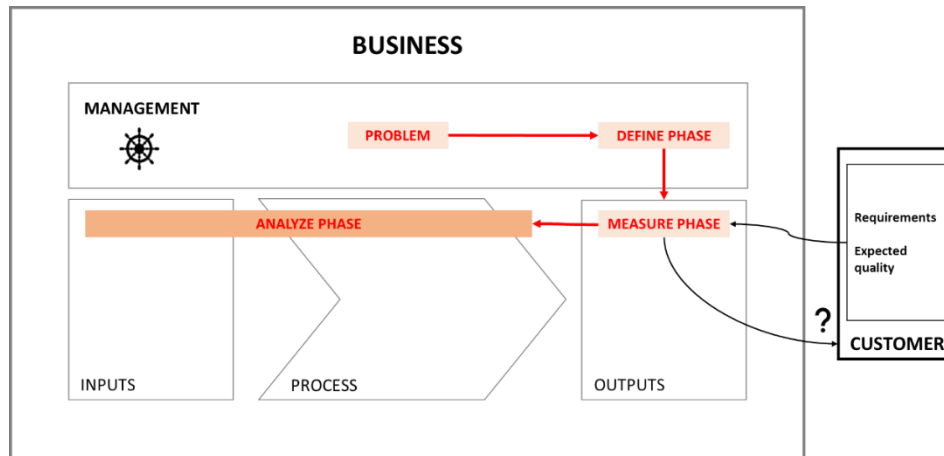 BUSINESS
MANAGEMENT
PROBLEM
DEFINE PHASE
ANALYZE PHASE
MEASURE PHASE
Requirements
Expected
quality
?
CUSTOMER
INPUTS
PROCESS
OUTPUTS